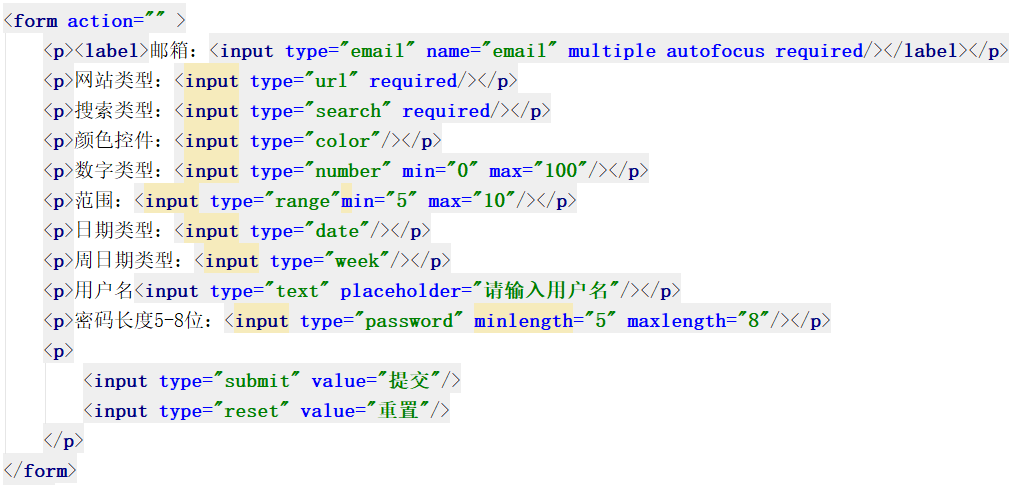 <form action="" >
<p><label>邮箱：<input type="email" name="email" multiple autofocus required/></label></p>
<p>网站类型：<input type="url" required/></p>
<p>搜索类型：<input type="search" required/></p>
<p>颜色控件：<input type="color"/></p>
<p>数字类型：<input type="number" min="0" max="100"/></p>
<p>范围：<input type="range"min="5" max="10"/></p>
<p>日期类型：<input type="date"/></p>
<p>周日期类型：<input type="week"/></p>
<p>用户名<input type="text" placeholder="请输入用户名"/></p>
<p>密码长度5-8位：<input type="password" minlength="5" maxlength="8"/></p>
<p>
<input type="submit" value="提交"/>
<input type="reset" value="重置"/>
</p>
</form>